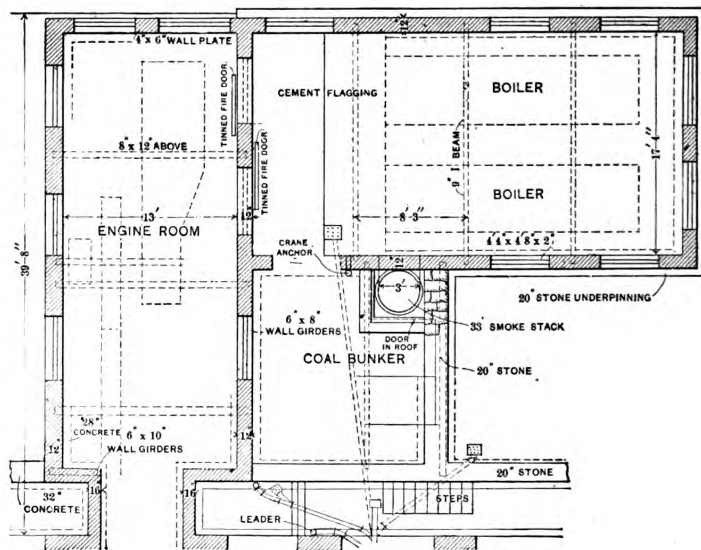 4" x 6" WALL PLATE
12"
TINNED FIRE DOOR.
CEMENT FLAGGING
BOILER
8" x 12" ABOVE
9" I BEAM
17'-4"
TINNED FIRE DOOR
BOILER
13'
12"
8'-3"
ENGINE ROOM
39'-8"
4'4" x 4'8" x 2"
CRANE
ANCHOR
12"
3'
20" STONE UNDERPINNING
6" x 8"
WALL GIRDERS
33' SMOKE STACK
DOOR
IN ROOF
COAL BUNKER
20" STONE
"28"
CONCRETE
6" x 10"
WALL GIRDERS
12"
12"
20" STONE
32"
CONCRETE
16"
16"
STEPS
LEADER